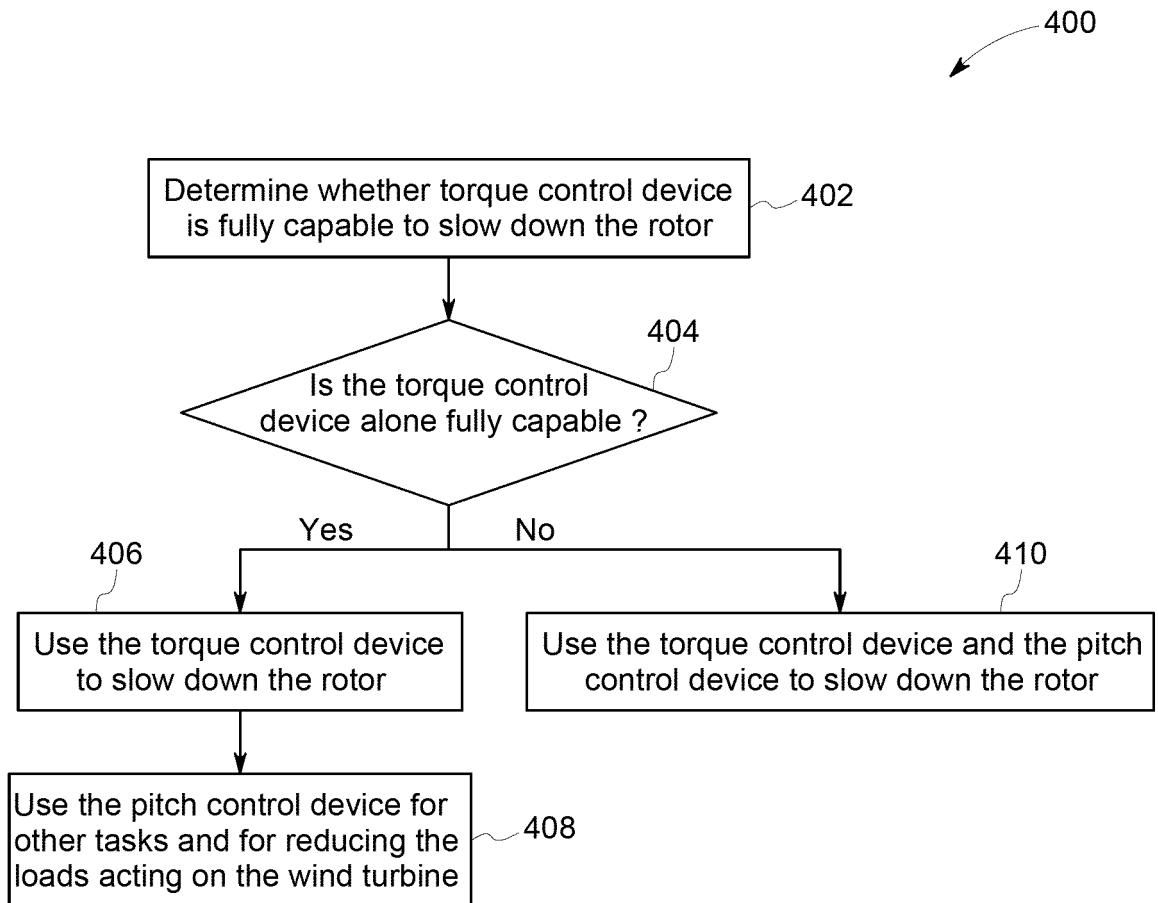 400
Determine whether torque control device
is fully capable to slow down the rotor
402
404
Is the torque control
device alone fully capable ?
Yes
No
406
410
Use the torque control device
to slow down the rotor
Use the torque control device and the pitch
control device to slow down the rotor
Use the pitch control device for
other tasks and for reducing the
loads acting on the wind turbine
408